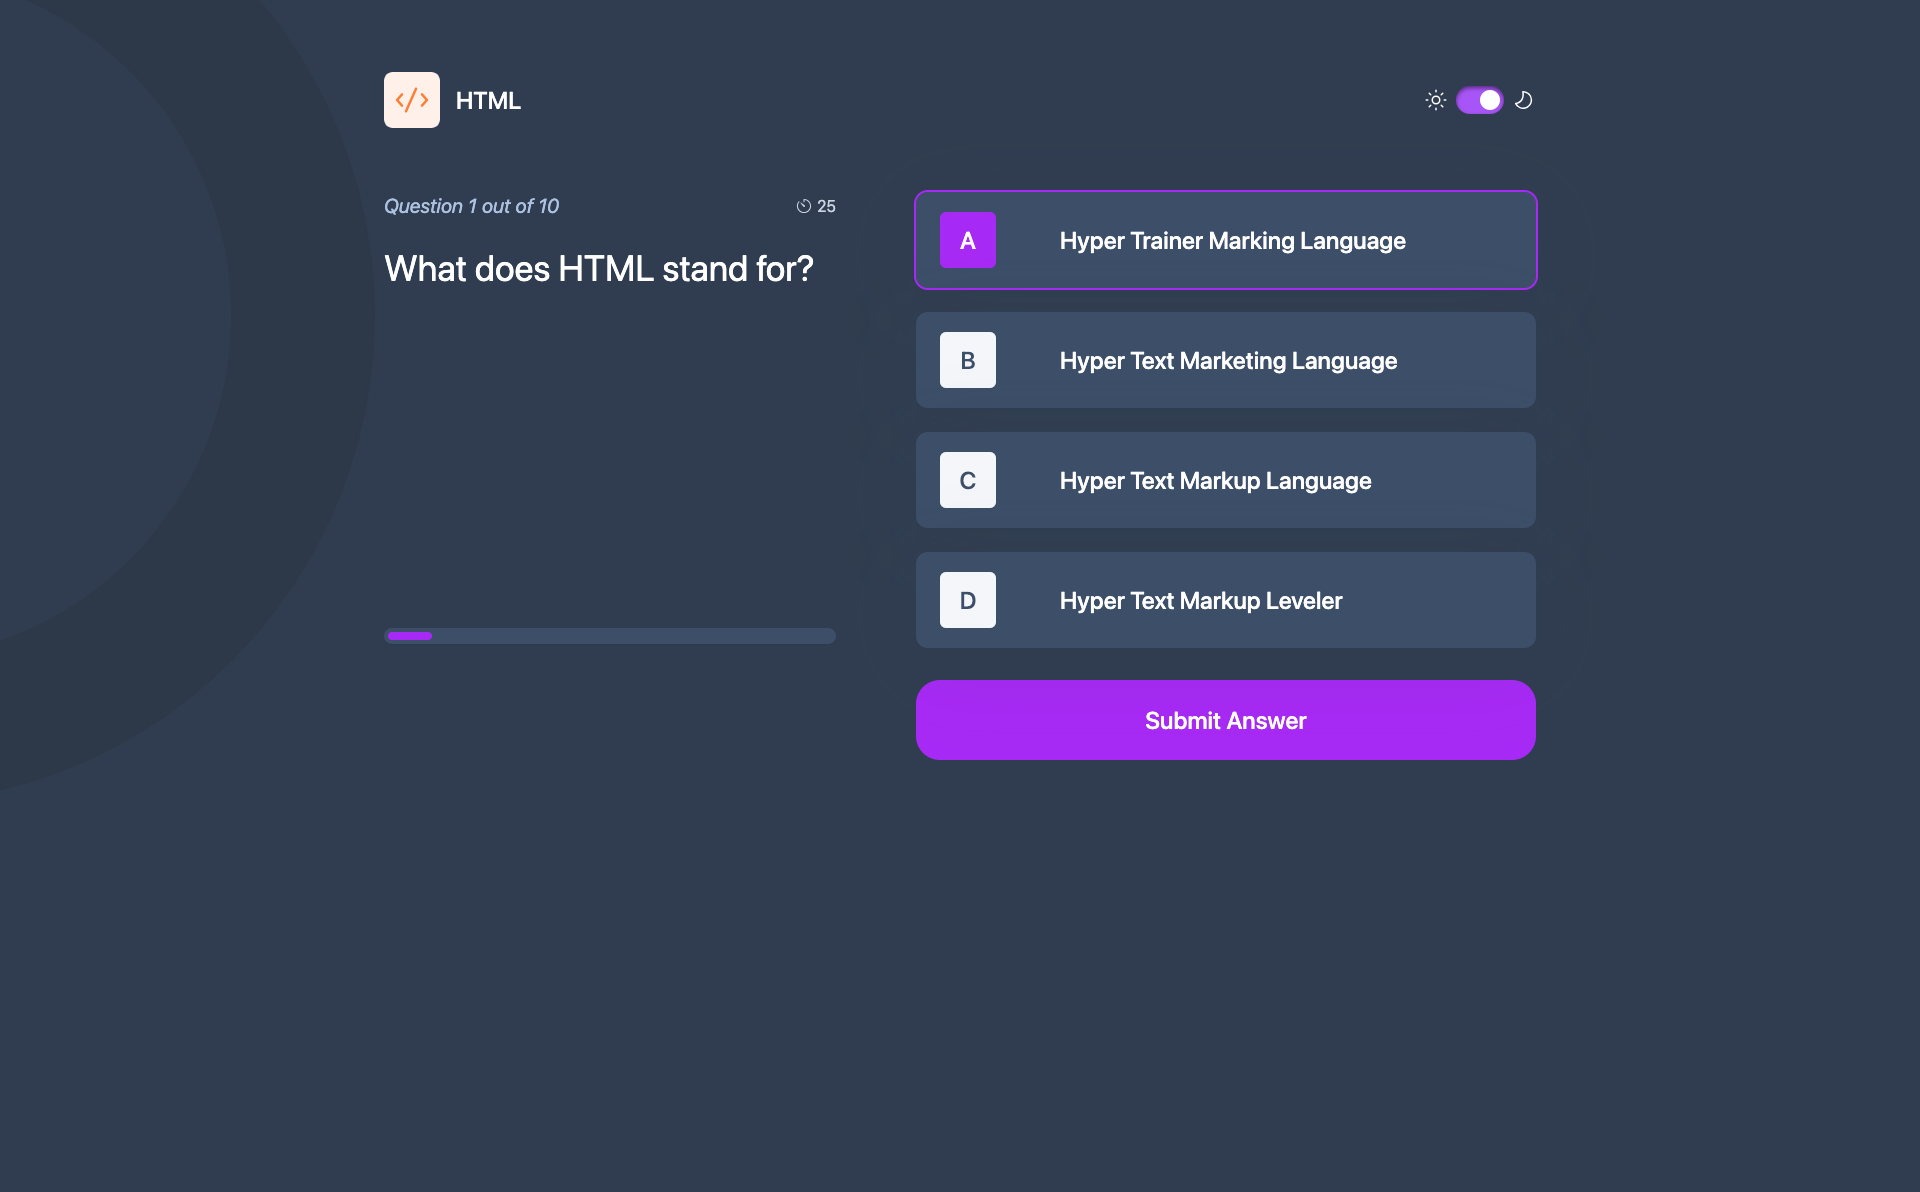 HTML
Question 1 out of 10
25
What does HTML stand for?
A
Hyper Trainer Marking Language
B
Hyper Text Marketing Language
C
Hyper Text Markup Language
D
Hyper Text Markup Leveler
Submit Answer